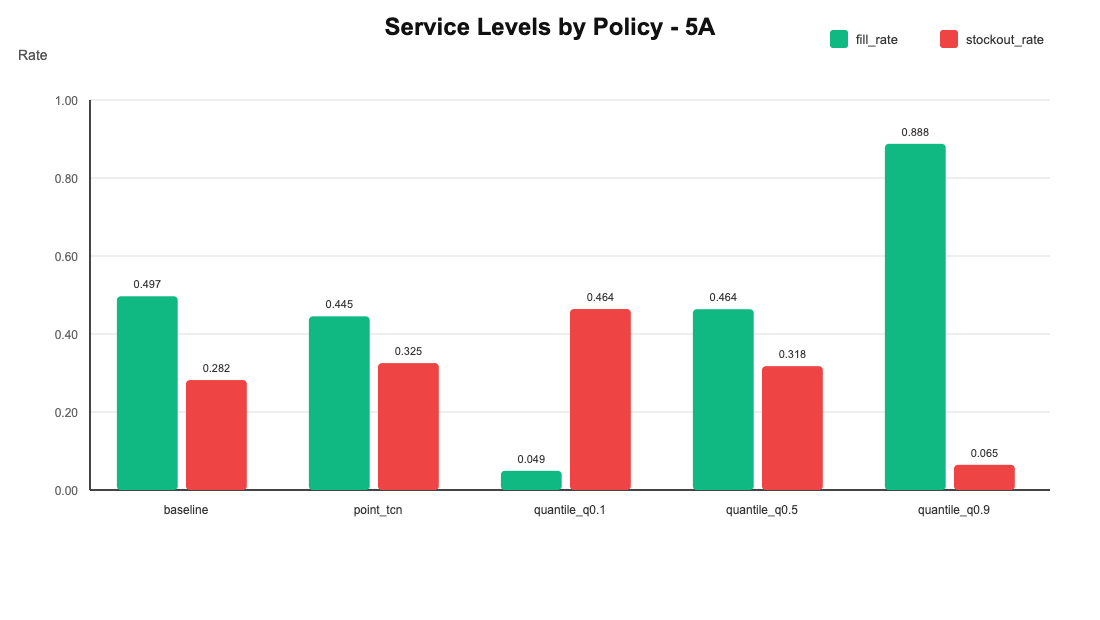 Service Levels by Policy - 5A
fill_rate
stockout_rate
Rate
1.00
0.80
0.60
0.40
0.20
0.00
0.497
0.282
0.445
0.325
0.049
0.464
0.464
0.318
0.888
0.065
baseline
point_tcn
quantile_q0.1
quantile_q0.5
quantile_q0.9